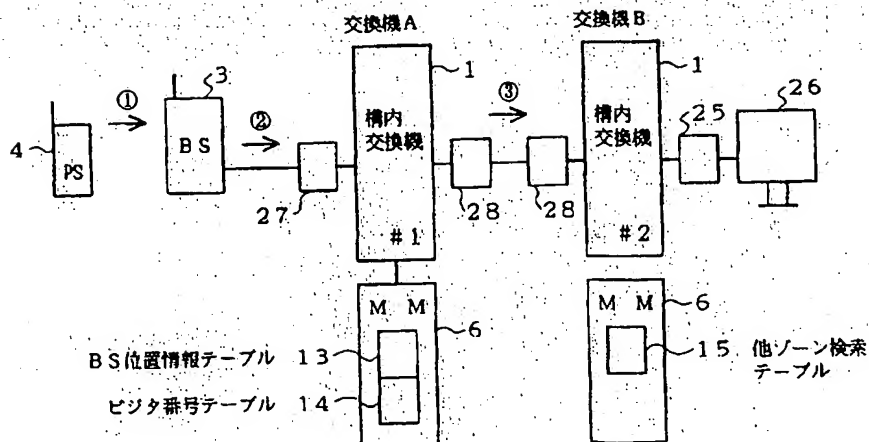 交換機A
交換機B
①
3
②
1
③
1
25
26
4
PS
BS
構内
交換機
構内
交換機
27
28
28
#1
#2
MM
6
MM
6
BS位置情報テーブル 13
ビジタ番号テーブル 14
15 他ゾーン検索
テーブル